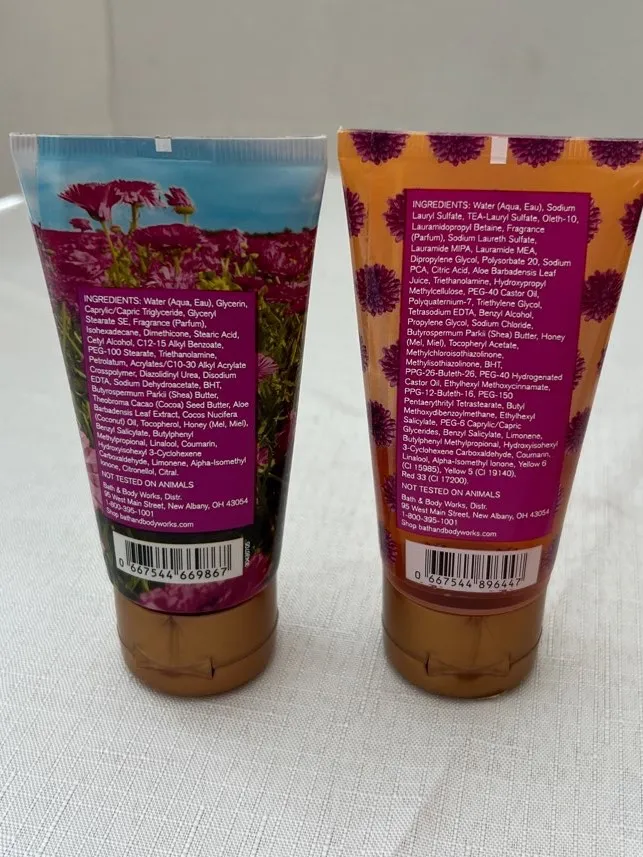 INGREDIENTS: Water (Aqua, Eau), Glycerin,
Caprylic/Capric Triglyceride, Glyceryl
Stearate SE, Fragrance (Parfum),
Isohexadecane, Dimethicone, Stearic Acid,
Cetyl Alcohol, C12-15 Alkyl Benzoate,
PEG-100 Stearate, Triethanolamine,
Petrolatum, Acrylates/C10-30 Alkyl Acrylate
Crosspolymer, Diazolidinyl Urea, Disodium
EDTA, Sodium Dehydroacetate, BHT,
Butyrospermum Parkii (Shea) Butter,
Theobroma Cacao (Cocoa) Seed Butter, Aloe
Barbadensis Leaf Extract, Cocos Nucifera
(Coconut) Oil, Tocopherol, Honey (Mel, Miel),
Benzyl Salicylate, Butylphenyl
Methylpropional, Linalool, Coumarin,
Hydroxyisohexyl 3-Cyclohexene
Carboxaldehyde, Limonene, Alpha-Isomethyl
Ionone, Citronellol, Citral.
NOT TESTED ON ANIMALS
Bath & Body Works, Distr.
95 West Main Street, New Albany, OH 43054
1-800-395-1001
Shop bathandbodyworks.com
0 667544 669867
INGREDIENTS: Water (Aqua, Eau), Sodium
Lauryl Sulfate, TEA-Lauryl Sulfate, Oleth-10,
Lauramidopropyl Betaine, Fragrance
(Parfum), Sodium Laureth Sulfate,
Lauramide MIPA, Lauramide MEA,
Dipropylene Glycol, Polysorbate 20, Sodium
PCA, Citric Acid, Aloe Barbadensis Leaf
Juice, Triethanolamine, Hydroxypropyl
Methylcellulose, PEG-40 Castor Oil,
Polyquaternium-7, Triethylene Glycol,
Tetrasodium EDTA, Benzyl Alcohol,
Propylene Glycol, Sodium Chloride,
Butyrospermum Parkii (Shea) Butter, Honey
(Mel, Miel), Tocopheryl Acetate,
Methylchloroisothiazolinone,
Methylisothiazolinone, BHT,
PPG-26-Buteth-26, PEG-40 Hydrogenated
Castor Oil, Ethylhexyl Methoxycinnamate,
PPG-12-Buteth-16, PEG-150
Pentaerythrityl Tetrastearate, Butyl
Methoxydibenzoylmethane, Ethylhexyl
Salicylate, PEG-6 Caprylic/Capric
Glycerides, Benzyl Salicylate, Limonene,
Butylphenyl Methylpropional, Hydroxyisohexyl
3-Cyclohexene Carboxaldehyde, Coumarin,
Linalool, Alpha-Isomethyl Ionone, Yellow 6
(CI 15985), Yellow 5 (CI 19140),
Red 33 (CI 17200).
NOT TESTED ON ANIMALS
Bath & Body Works, Distr.
95 West Main Street, New Albany, OH 43054
1-800-395-1001
Shop bathandbodyworks.com
0 667544 896447